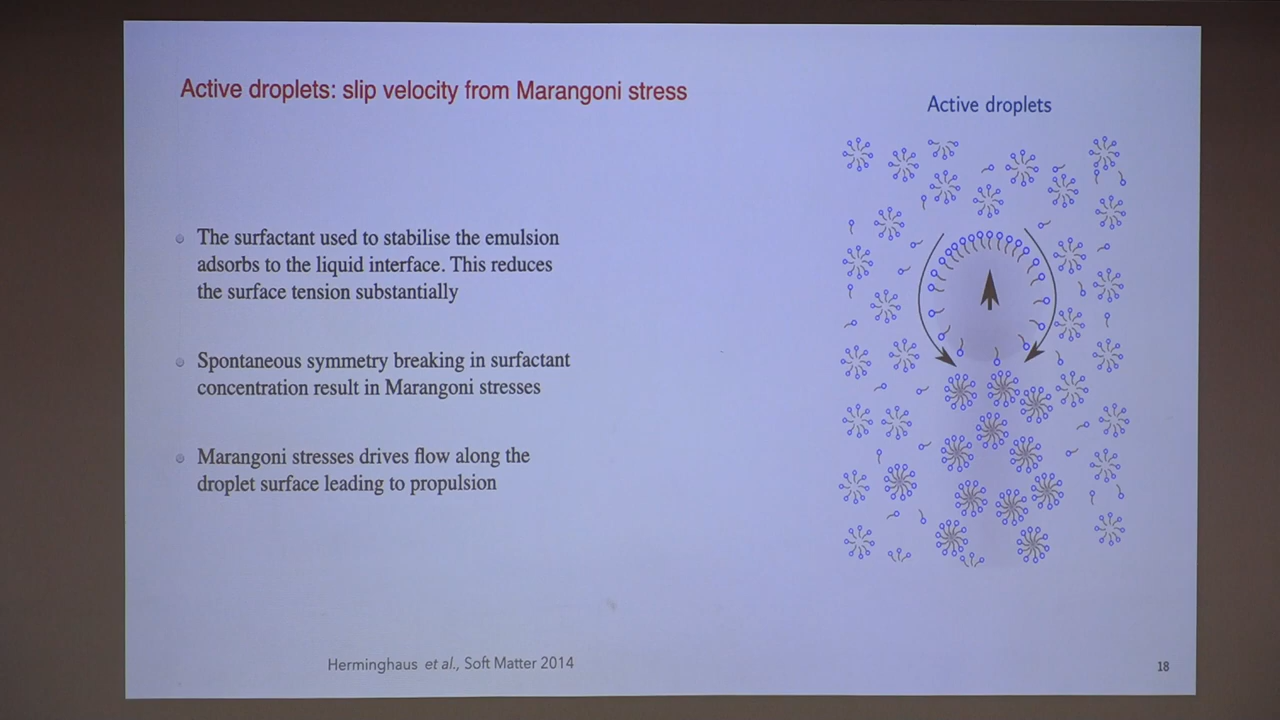 Active droplets: slip velocity from Marangoni stress
Active droplets
The surfactant used to stabilise the emulsion
adsorbs to the liquid interface. This reduces
the surface tension substantially
Spontaneous symmetry breaking in surfactant
concentration result in Marangoni stresses
Marangoni stresses drives flow along the
droplet surface leading to propulsion
Herminghaus et al., Soft Matter 2014
18